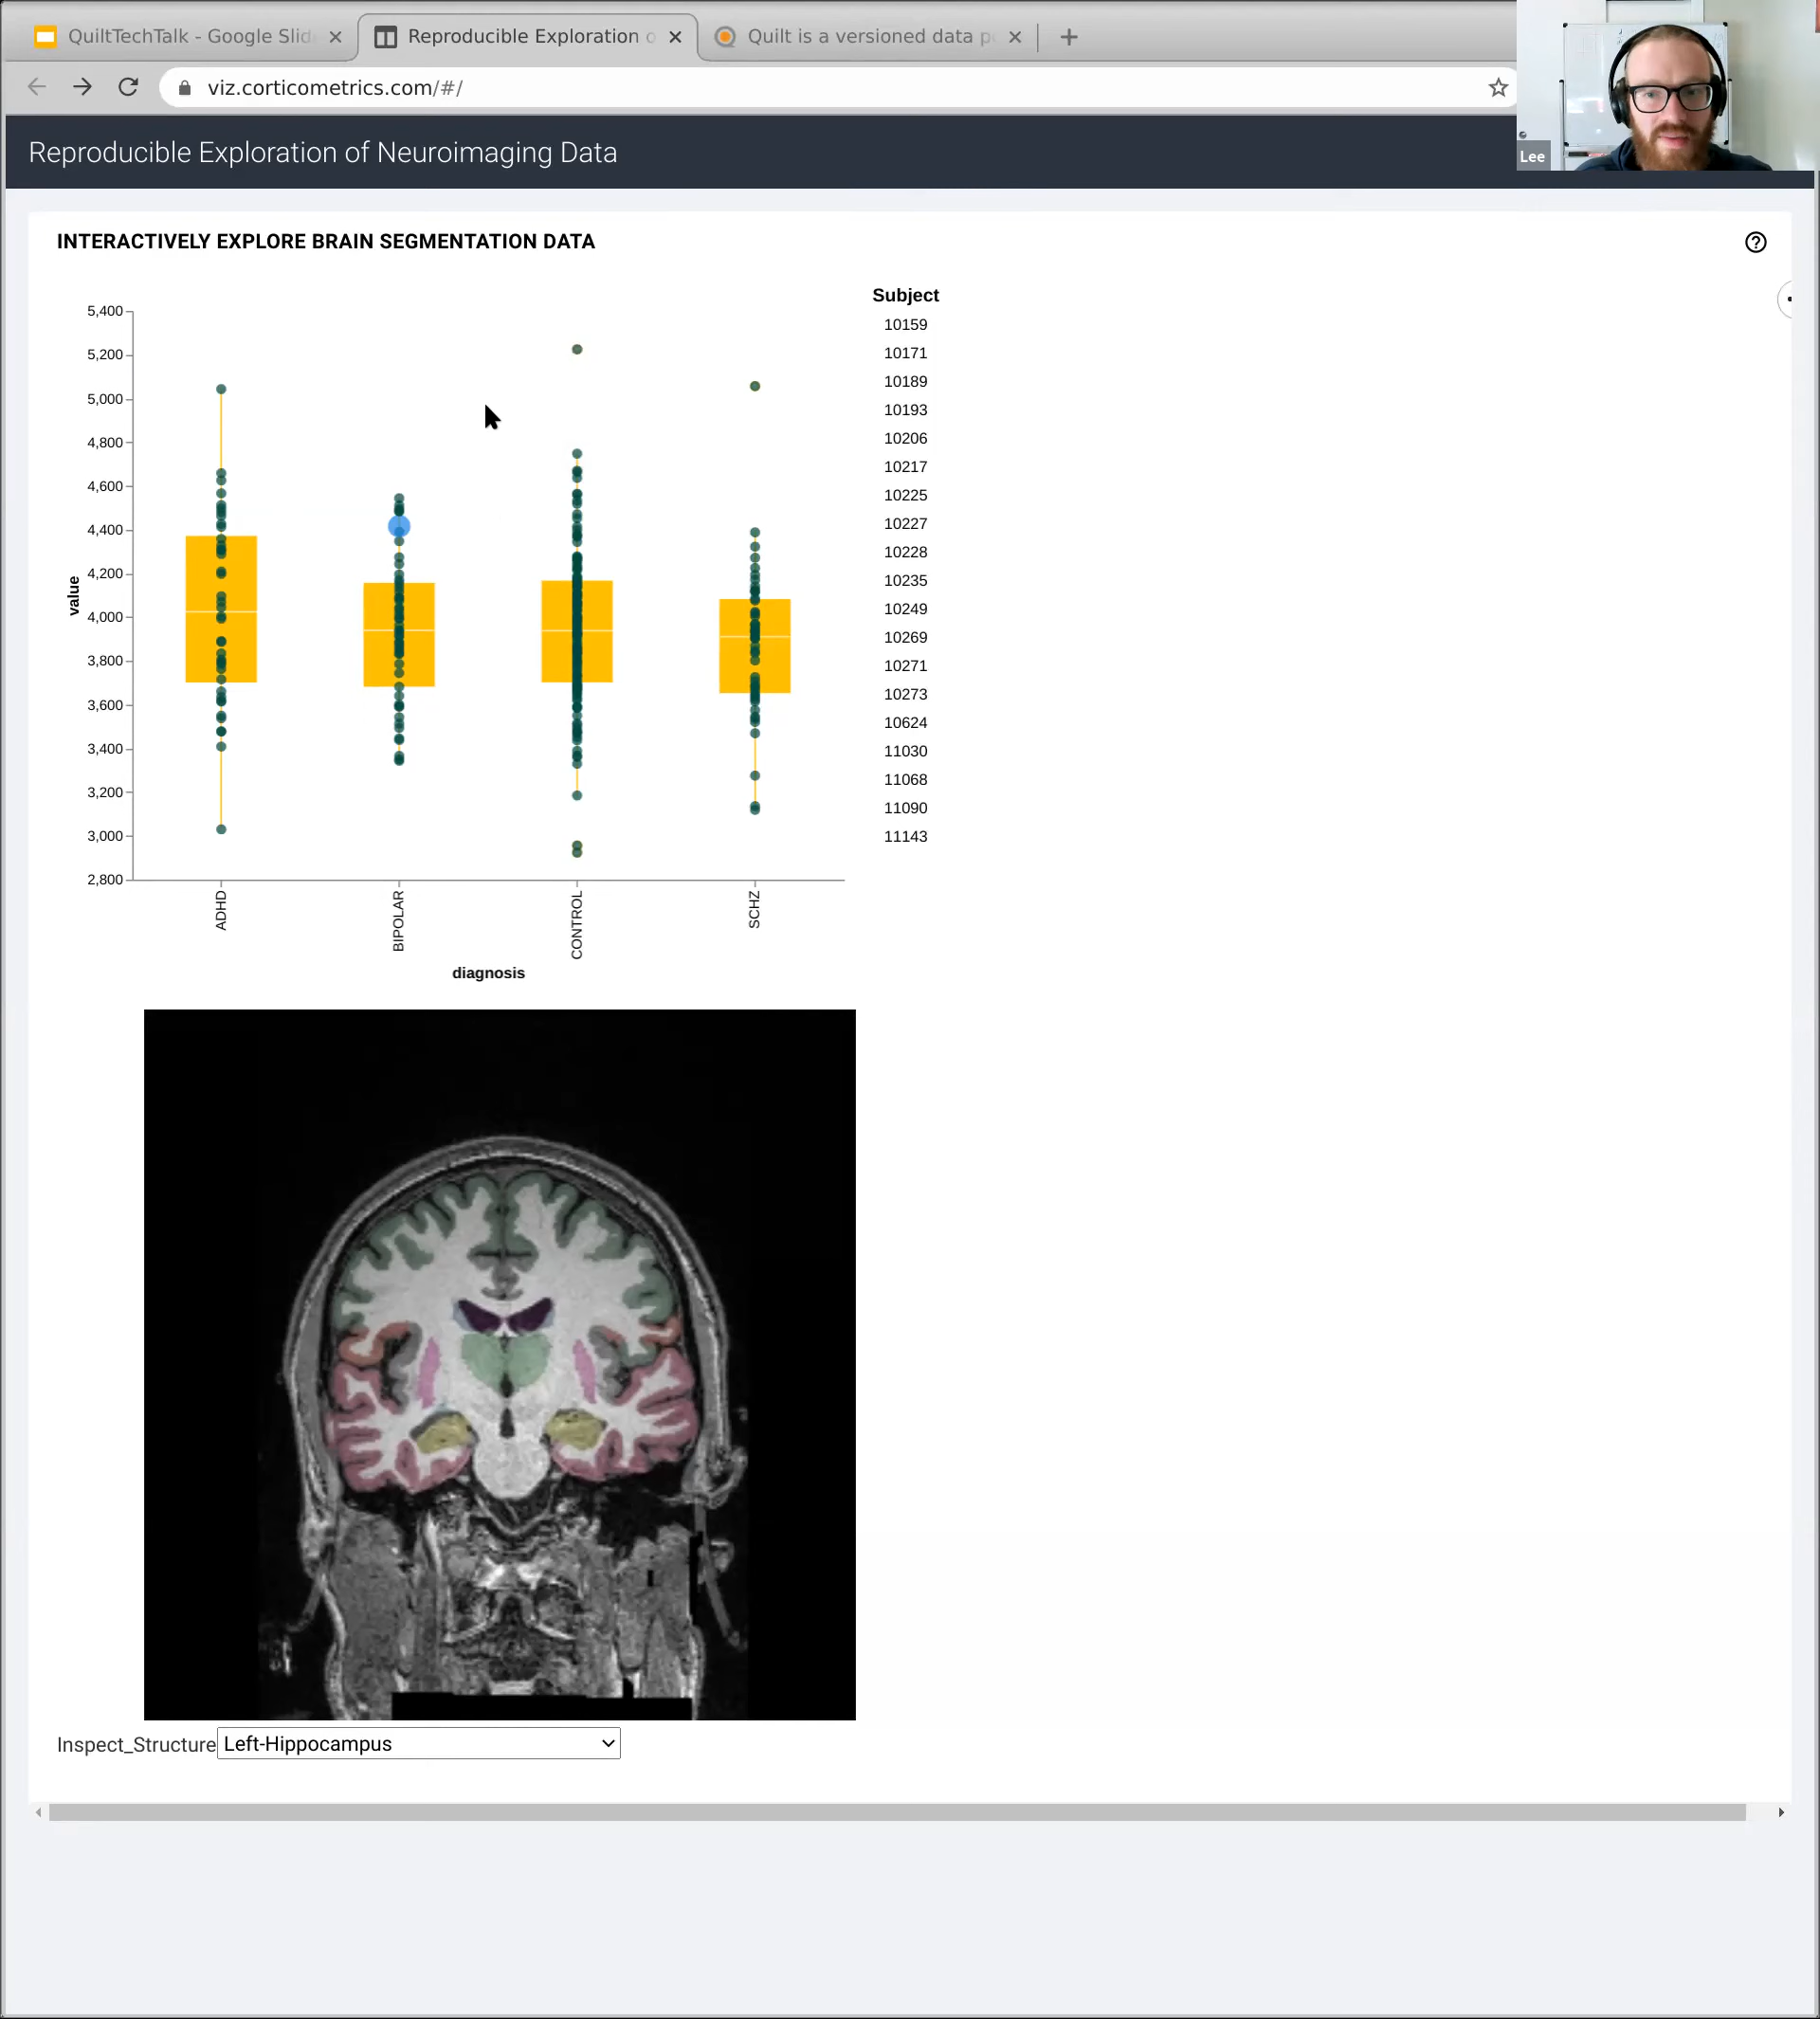 QuiltTechTalk - Google Slid
Reproducible Exploration o
Quilt is a versioned data p
viz.corticometrics.com/#/
Lee
Reproducible Exploration of Neuroimaging Data
INTERACTIVELY EXPLORE BRAIN SEGMENTATION DATA
5,400
5,200
5,000
4,800
4,600
4,400
4,200
4,000
3,800
3,600
3,400
3,200
3,000
2,800
value
ADHD
BIPOLAR
CONTROL
SCHZ
diagnosis
Subject
10159
10171
10189
10193
10206
10217
10225
10227
10228
10235
10249
10269
10271
10273
10624
11030
11068
11090
11143
Inspect_Structure Left-Hippocampus